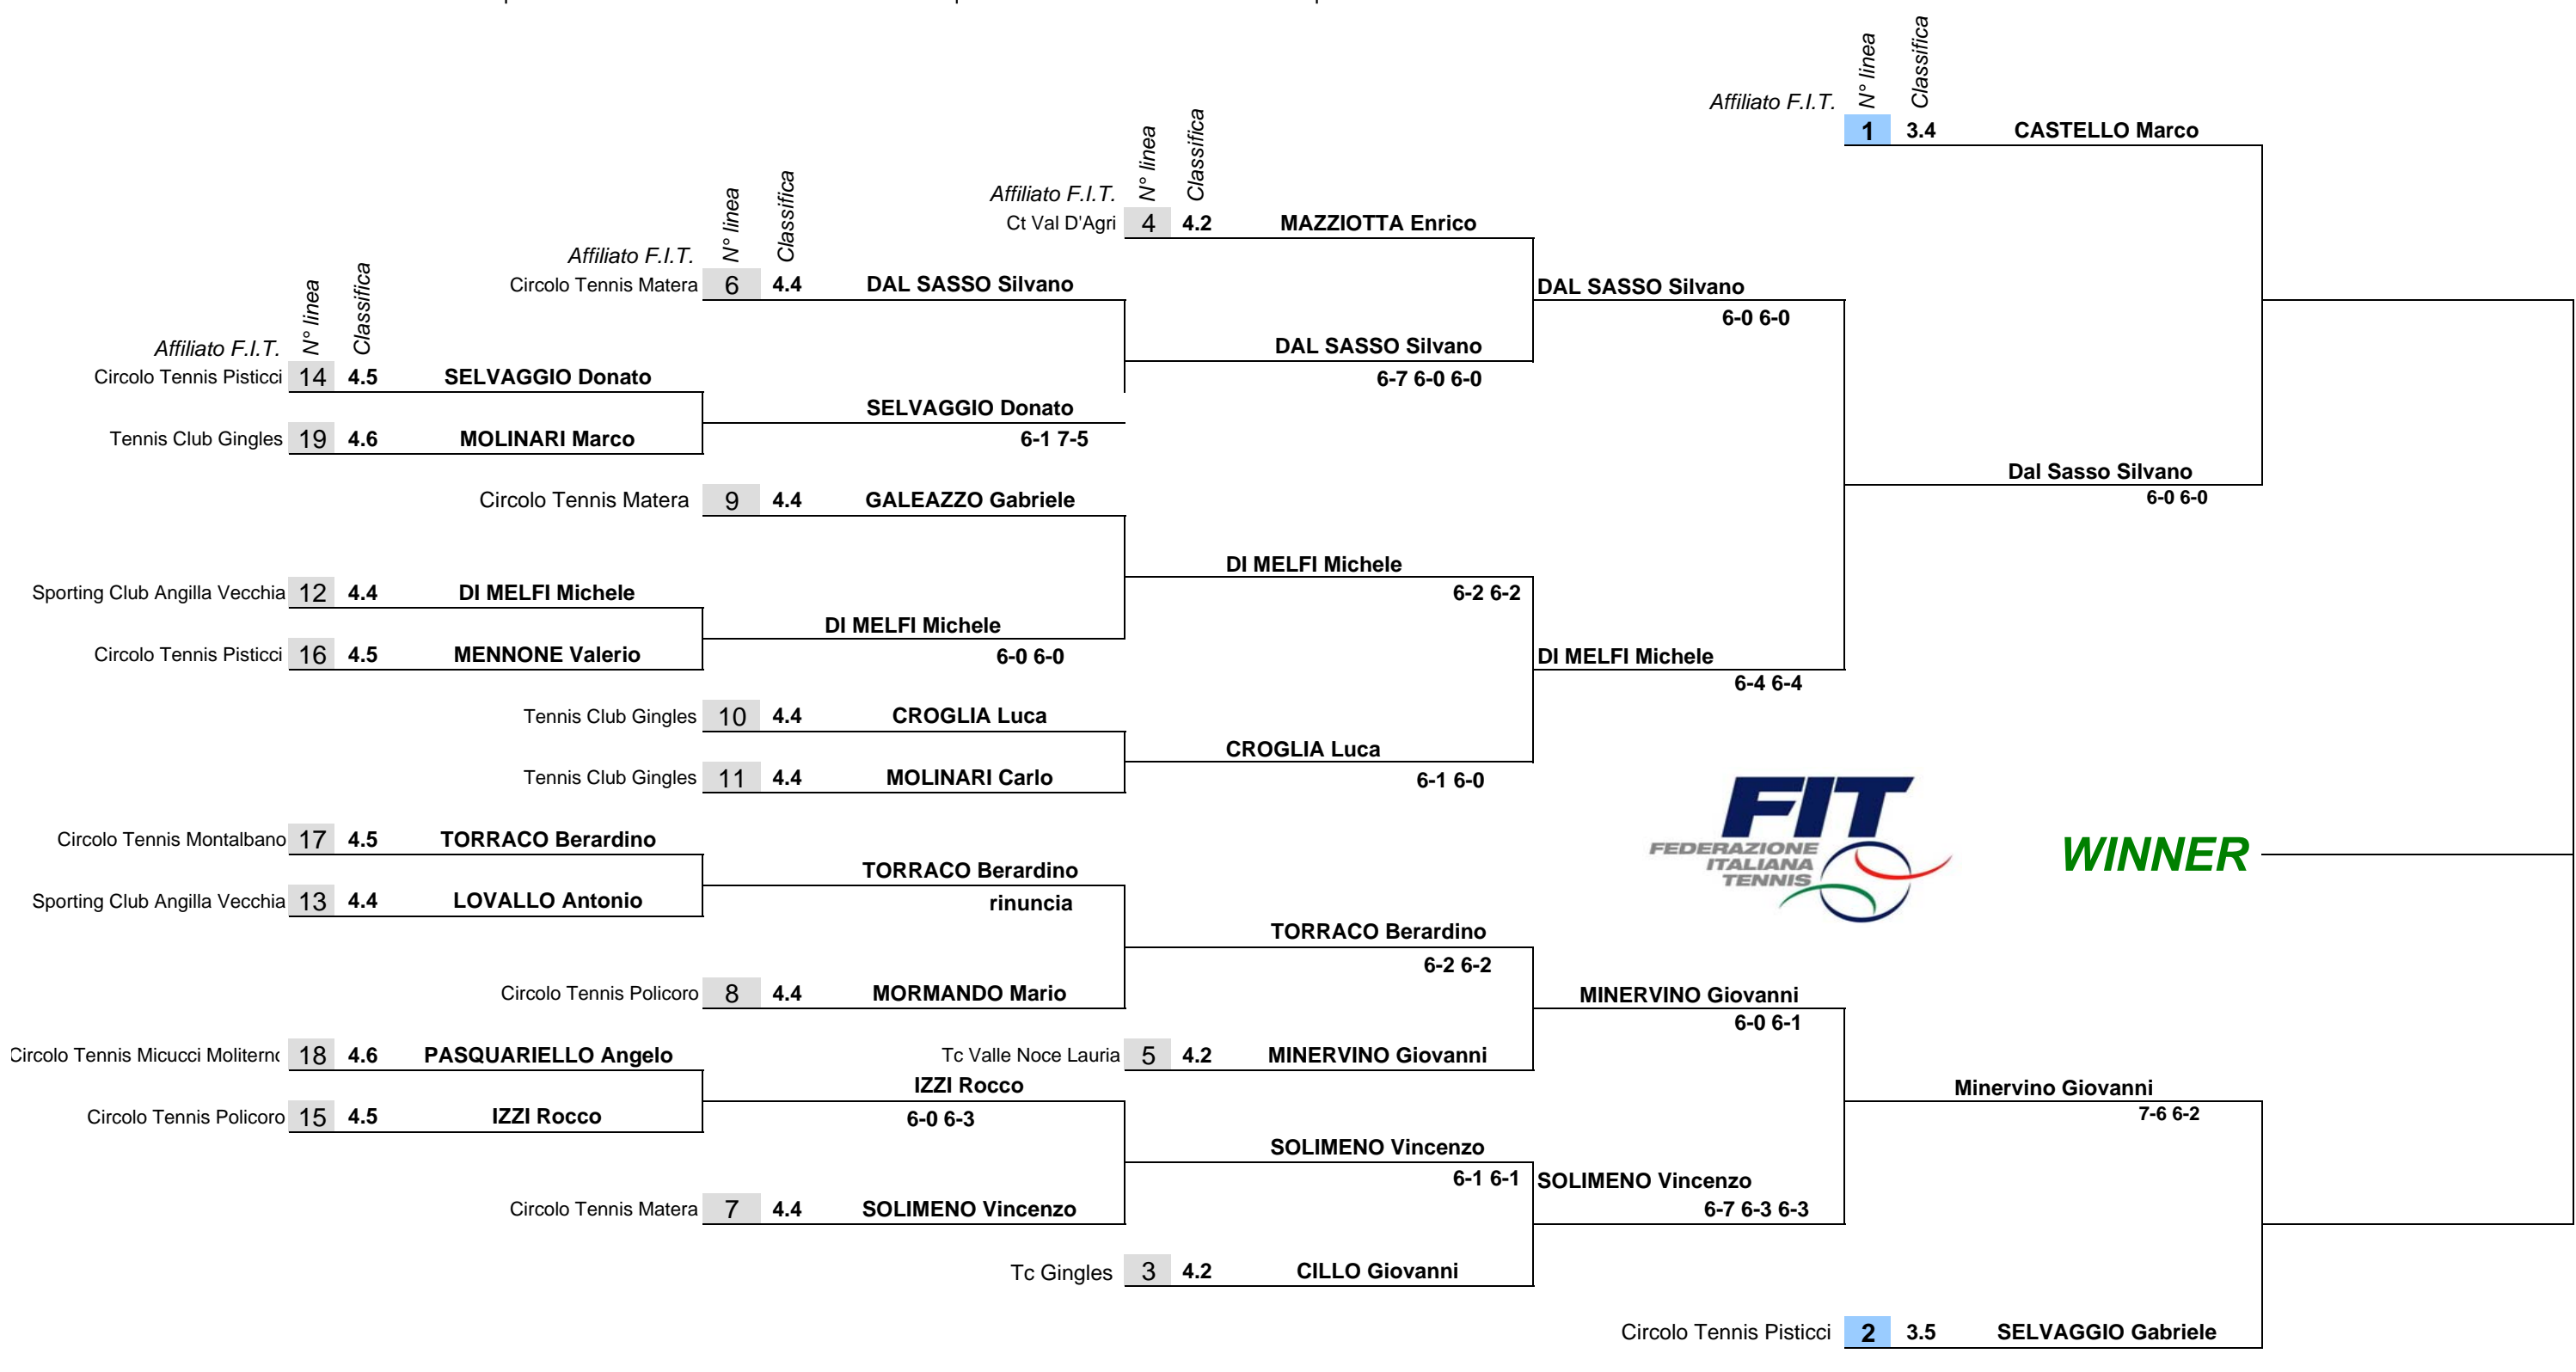 N° linea
Classifica
Affiliato F.I.T.
1 3.4 CASTELLO Marco
N° linea
Classifica
Affiliato F.I.T.
Ct Val D'Agri 4 4.2 MAZZIOTTA Enrico
N° linea
Classifica
Affiliato F.I.T.
Circolo Tennis Matera 6 4.4 DAL SASSO Silvano
DAL SASSO Silvano
6-0 6-0
N° linea
Classifica
Affiliato F.I.T.
DAL SASSO Silvano
6-7 6-0 6-0
Circolo Tennis Pisticci 14 4.5 SELVAGGIO Donato
SELVAGGIO Donato
6-1 7-5
Tennis Club Gingles 19 4.6 MOLINARI Marco
Dal Sasso Silvano
6-0 6-0
Circolo Tennis Matera 9 4.4 GALEAZZO Gabriele
DI MELFI Michele
6-2 6-2
Sporting Club Angilla Vecchia 12 4.4 DI MELFI Michele
DI MELFI Michele
6-0 6-0
Circolo Tennis Pisticci 16 4.5 MENNONE Valerio
DI MELFI Michele
6-4 6-4
Tennis Club Gingles 10 4.4 CROGLIA Luca
CROGLIA Luca
6-1 6-0
Tennis Club Gingles 11 4.4 MOLINARI Carlo
FIT
FEDERAZIONE
ITALIANA
TENNIS
WINNER
Circolo Tennis Montalbano 17 4.5 TORRACO Berardino
TORRACO Berardino
rinuncia
Sporting Club Angilla Vecchia 13 4.4 LOVALLO Antonio
TORRACO Berardino
6-2 6-2
Circolo Tennis Policoro 8 4.4 MORMANDO Mario
MINERVINO Giovanni
6-0 6-1
Circolo Tennis Micucci 18 4.6 PASQUARIELLO Angelo
Tc Valle Noce Lauria 5 4.2 MINERVINO Giovanni
IZZI Rocco
6-0 6-3
Minervino Giovanni
7-6 6-2
Circolo Tennis Policoro 15 4.5 IZZI Rocco
SOLIMENO Vincenzo
6-1 6-1
SOLIMENO Vincenzo
6-7 6-3 6-3
Circolo Tennis Matera 7 4.4 SOLIMENO Vincenzo
Tc Gingles 3 4.2 CILLO Giovanni
Circolo Tennis Pisticci 2 3.5 SELVAGGIO Gabriele